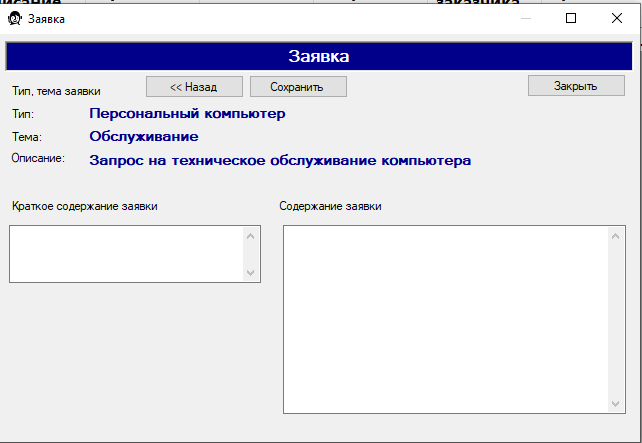 Заявка
Заявка
Тип, тема заявки
<< Назад
Сохранить
Закрыть
Тип: Персональный компьютер
Тема: Обслуживание
Описание: Запрос на техническое обслуживание компьютера
Краткое содержание заявки
Содержание заявки